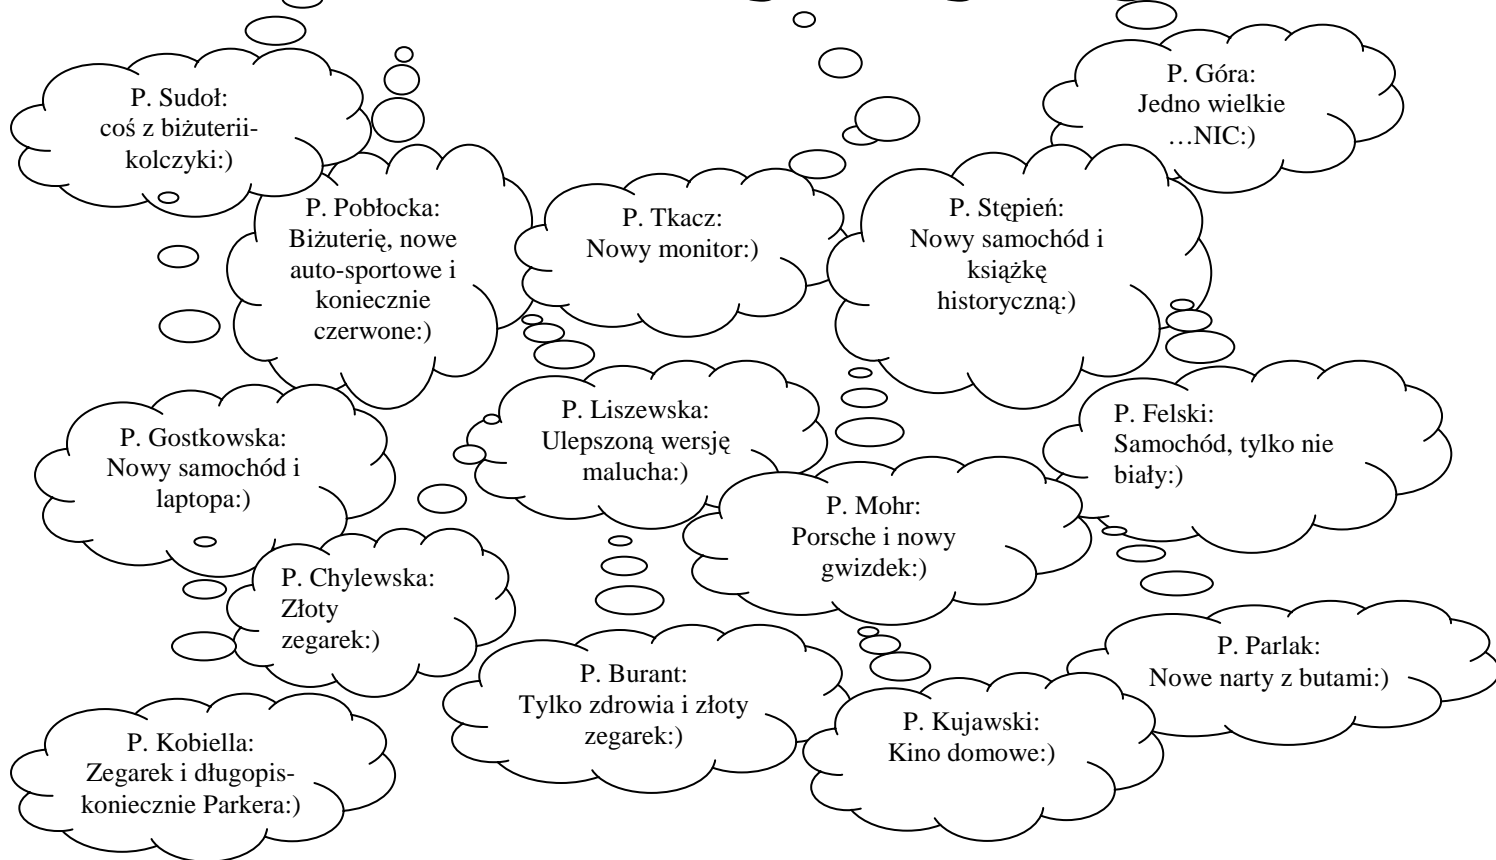 P. Sudoł:
coś z biżuterii-
kolczyki:)
P. Góra:
Jedno wielkie
…NIC:)
P. Pobłocka:
Biżuterię, nowe
auto-sportowe i
koniecznie
czerwone:)
P. Tkacz:
Nowy monitor:)
P. Stępień:
Nowy samochód i
książkę
historyczną:)
P. Gostkowska:
Nowy samochód i
laptopa:)
P. Liszewska:
Ulepszoną wersję
malucha:)
P. Felski:
Samochód, tylko nie
biały:)
P. Mohr:
Porsche i nowy
gwizdek:)
P. Chylewska:
Złoty
zegarek:)
P. Burant:
Tylko zdrowia i złoty
zegarek:)
P. Parlak:
Nowe narty z butami:)
P. Kobiella:
Zegarek i długopis-
koniecznie Parkera:)
P. Kujawski:
Kino domowe:)